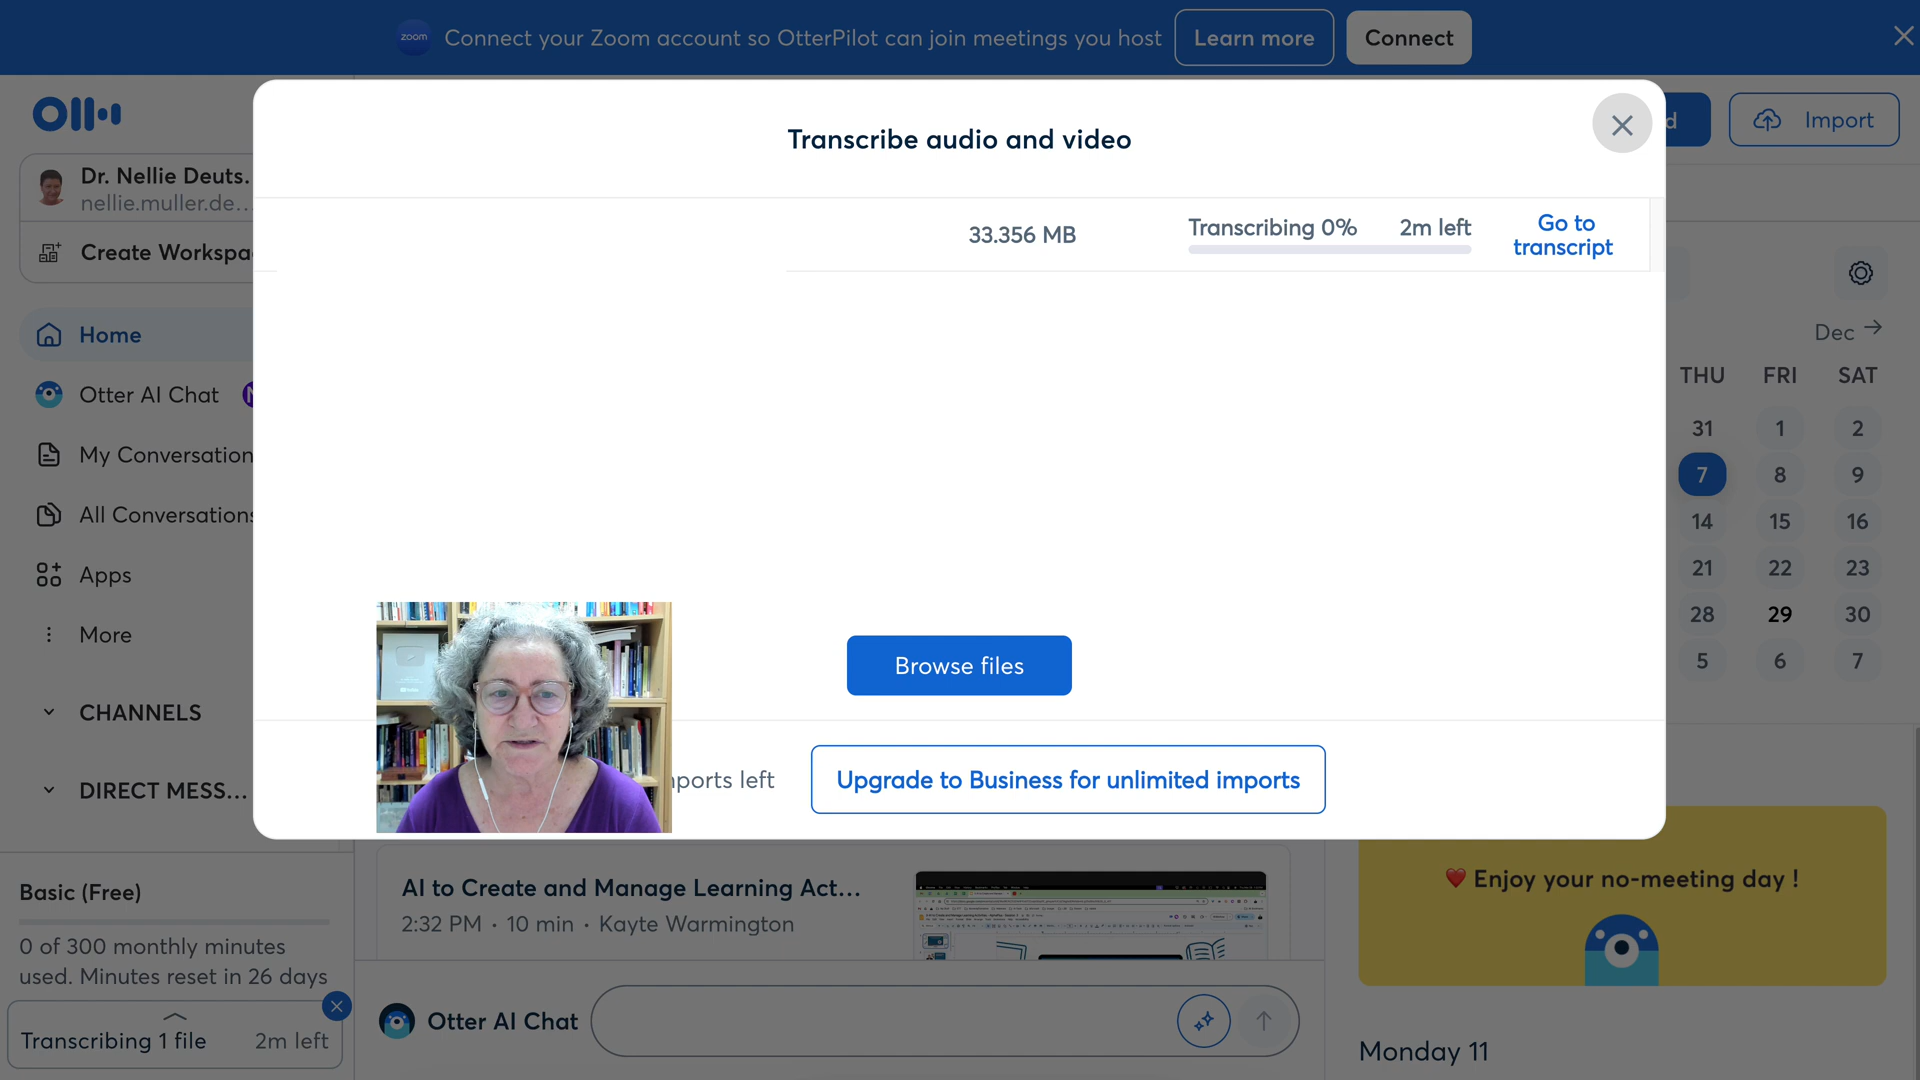 zoom
Connect your Zoom account so OtterPilot can join meetings you host
Learn more
Connect
Transcribe audio and video
Import
Dr. Nellie Deuts...
nellie.muller.de...
33.356 MB
Transcribing 0%
2m left
Go to
transcript
Create Workspa
Home
Dec
THU FRI SAT
Otter AI Chat
31 1 2
My Conversation
7 8 9
All Conversations
14 15 16
Apps
21 22 23
28 29 30
More
5 6 7
Browse files
CHANNELS
ports left
Upgrade to Business for unlimited imports
DIRECT MESS...
Basic (Free)
0 of 300 monthly minutes
used. Minutes reset in 26 days
AI to Create and Manage Learning Act...
2:32 PM · 10 min · Kayte Warmington
Enjoy your no-meeting day !
Transcribing 1 file
2m left
Otter AI Chat
Monday 11